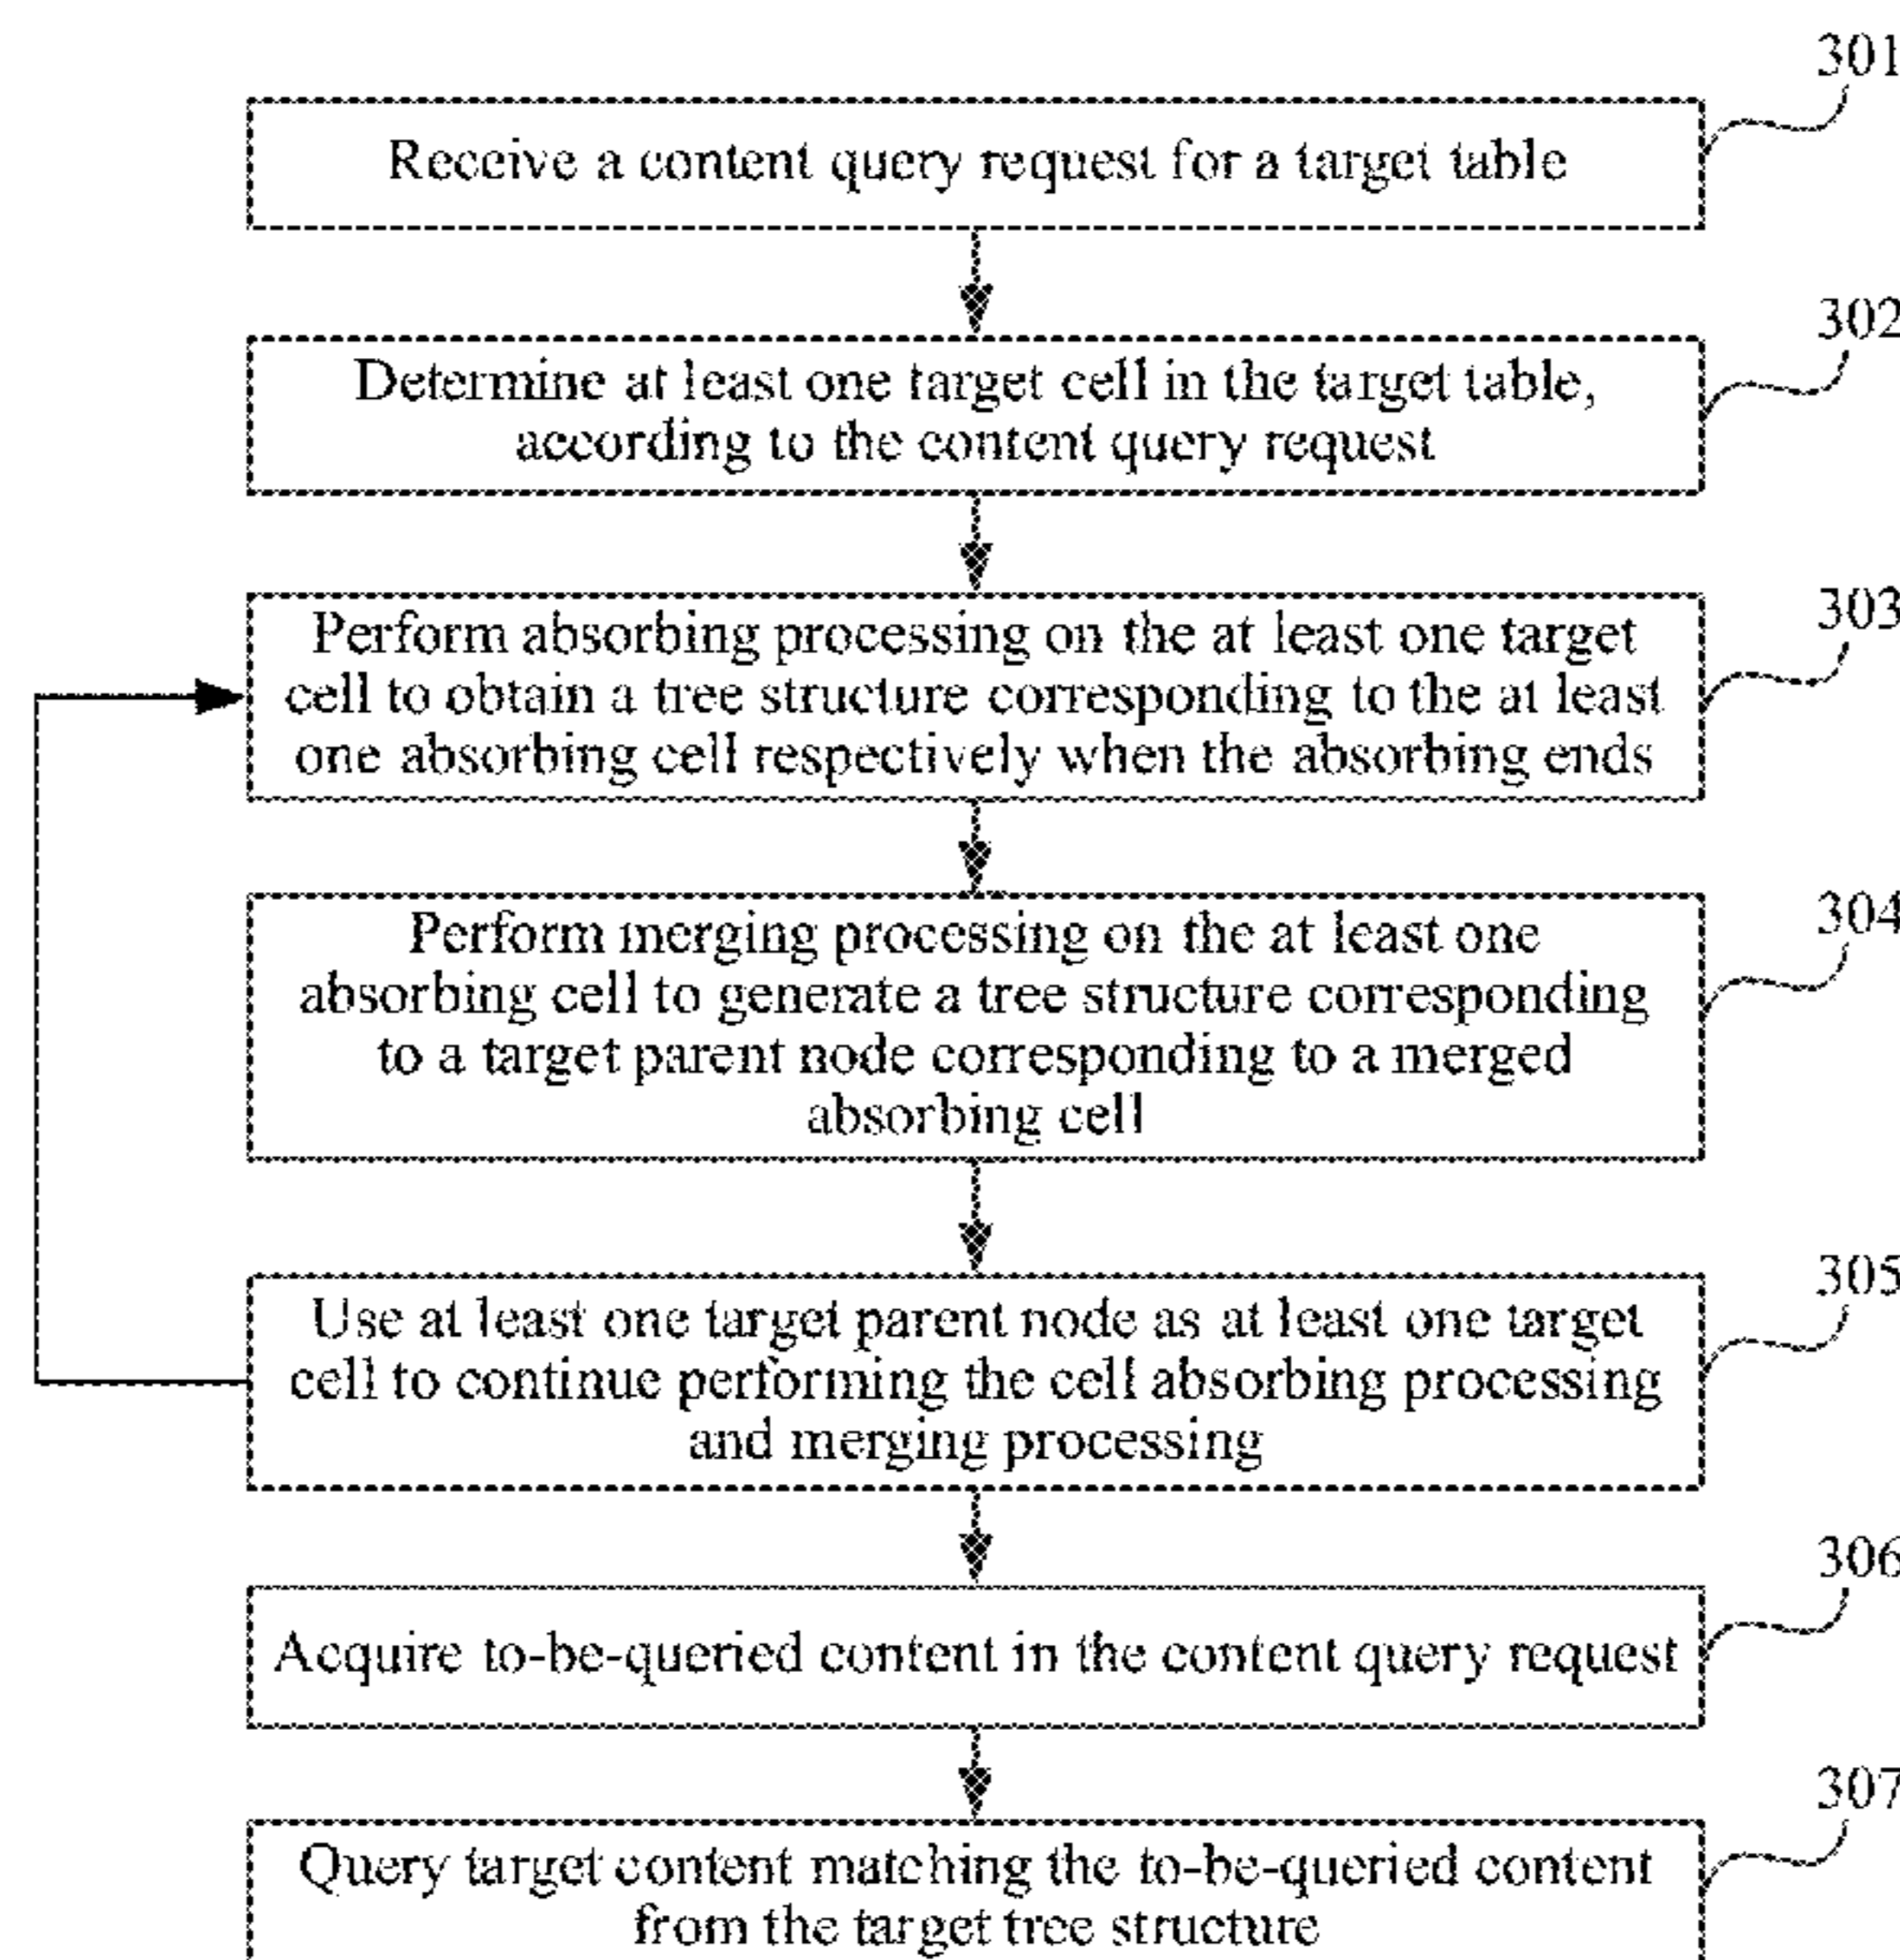 301
Receive a content query request for a target table
302
Determine at least one target cell in the target table,
according to the content query request
303
Perform absorbing processing on the at least one target
cell to obtain a tree structure corresponding to the at least
one absorbing cell respectively when the absorbing ends
304
Perform merging processing on the at least one
absorbing cell to generate a tree structure corresponding
to a target parent node corresponding to a merged
absorbing cell
305
Use at least one target parent node as at least one target
cell to continue performing the cell absorbing processing
and merging processing
306
Acquire to-be-queried content in the content query request
307
Query target content matching the to-be-queried content
from the target tree structure